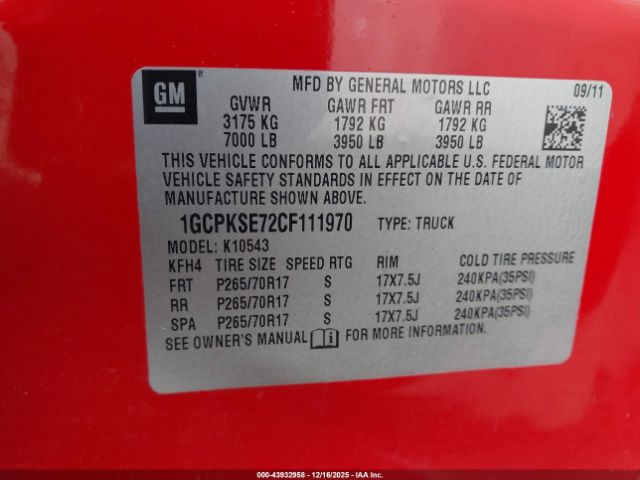 GM ®
MFD BY GENERAL MOTORS LLC 09/11
GVWR GAWR FRT GAWR RR
3175 KG 1792 KG 1792 KG
7000 LB 3950 LB 3950 LB
THIS VEHICLE CONFORMS TO ALL APPLICABLE U.S. FEDERAL MOTOR
VEHICLE SAFETY STANDARDS IN EFFECT ON THE DATE OF
MANUFACTURE SHOWN ABOVE.
1GCPKSE72CF111970 TYPE: TRUCK
MODEL: K10543
KFH4 TIRE SIZE SPEED RTG RIM COLD TIRE PRESSURE
FRT P265/70R17 S 17X7.5J 240KPA(35PSI)
RR P265/70R17 S 17X7.5J 240KPA(35PSI)
SPA P265/70R17 S 17X7.5J 240KPA(35PSI)
SEE OWNER'S MANUAL FOR MORE INFORMATION.
000-43932958 | 12/16/2025 | IAA Inc.